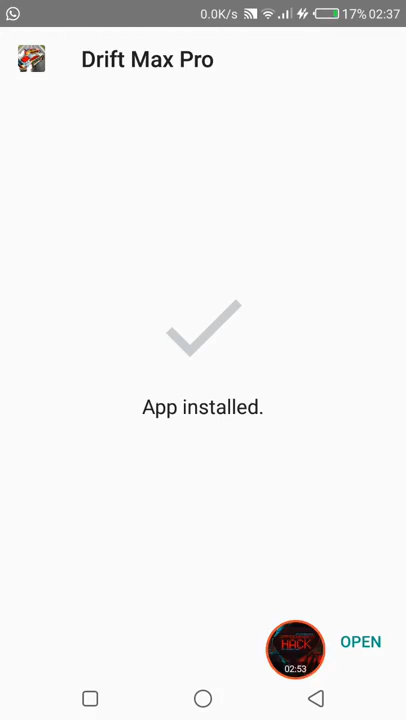 0.0K/s 17% 02:37
Drift Max Pro
App installed.
HACK
02:53
OPEN